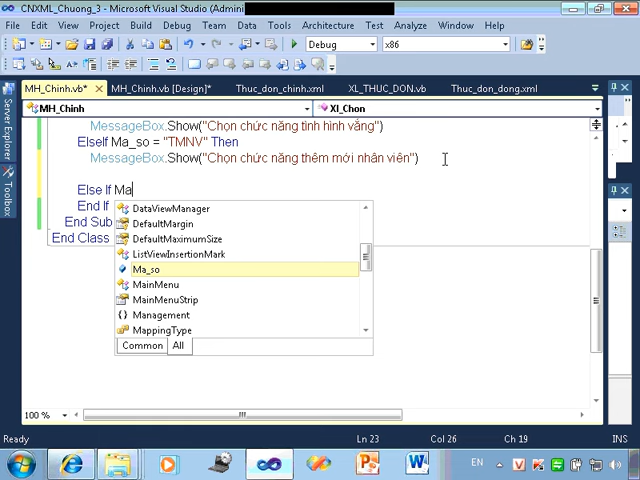 CNXML_Chuong_3 - Microsoft Visual Studio (Admini
File Edit View Project Build Debug Team Data Tools Architecture Test Analyze Window Help
Debug x86
MH_Chinh.vb* MH_Chinh.vb [Design]* Thuc_don_chinh.xml XL_THUC_DON.vb Thuc_don_dong.xml
MH_Chinh Xl_Chon
Server Explorer
Toolbox
MessageBox.Show("Chọn chức năng tình hình vắng")
ElseIf Ma_so = "TMNV" Then
MessageBox.Show("Chọn chức năng thêm mới nhân viên")
Else If Ma
End If
End Sub
End Class
DataViewManager
DefaultMargin
DefaultMaximumSize
ListViewInsertionMark
Ma_so
MainMenu
MainMenuStrip
Management
MappingType
Common All
100 %
Ready Ln 23 Col 26 Ch 19 INS
EN